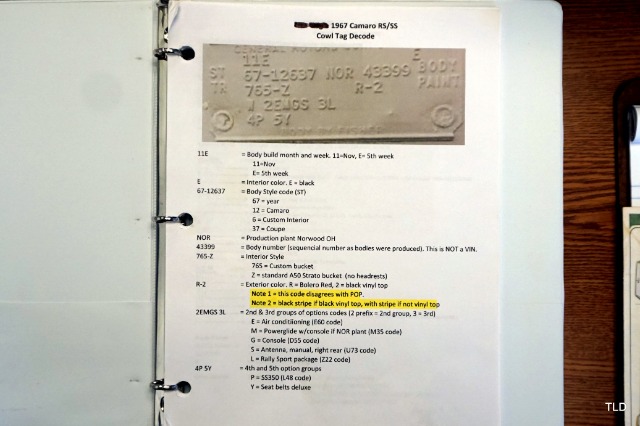 1967 Camaro RS/SS
Cowl Tag Decode
GENERAL MOTORS
11E E
ST 67-12637 NOR 43399 BODY
TR 765-Z R-2 PAINT
W 2EMGS 3L
4P 5Y
BODY BY FISHER
11E = Body build month and week. 11=Nov, E= 5th week
11=Nov
E= 5th week
E = Interior color. E = black
67-12637 = Body Style code (ST)
67 = year
12 = Camaro
6 = Custom Interior
37 = Coupe
NOR = Production plant Norwood OH
43399 = Body number (sequencial number as bodies were produced). This is NOT a VIN.
765-Z = Interior Style
765 = Custom bucket
Z = standard A50 Strato bucket (no headrests)
R-2 = Exterior color. R = Bolero Red, 2 = black vinyl top
Note 1 = this code disagrees with POP.
Note 2 = black stripe if black vinyl top, with stripe if not vinyl top
2EMGS 3L = 2nd & 3rd groups of options codes (2 prefix = 2nd group, 3 = 3rd)
E = Air conditiioning (E60 code)
M = Powerglide w/console if NOR plant (M35 code)
G = Console (D55 code)
S = Antenna, manual, right rear (U73 code)
L = Rally Sport package (Z22 code)
4P 5Y = 4th and 5th option groups
P = SS350 (L48 code)
Y = Seat belts deluxe
TLD